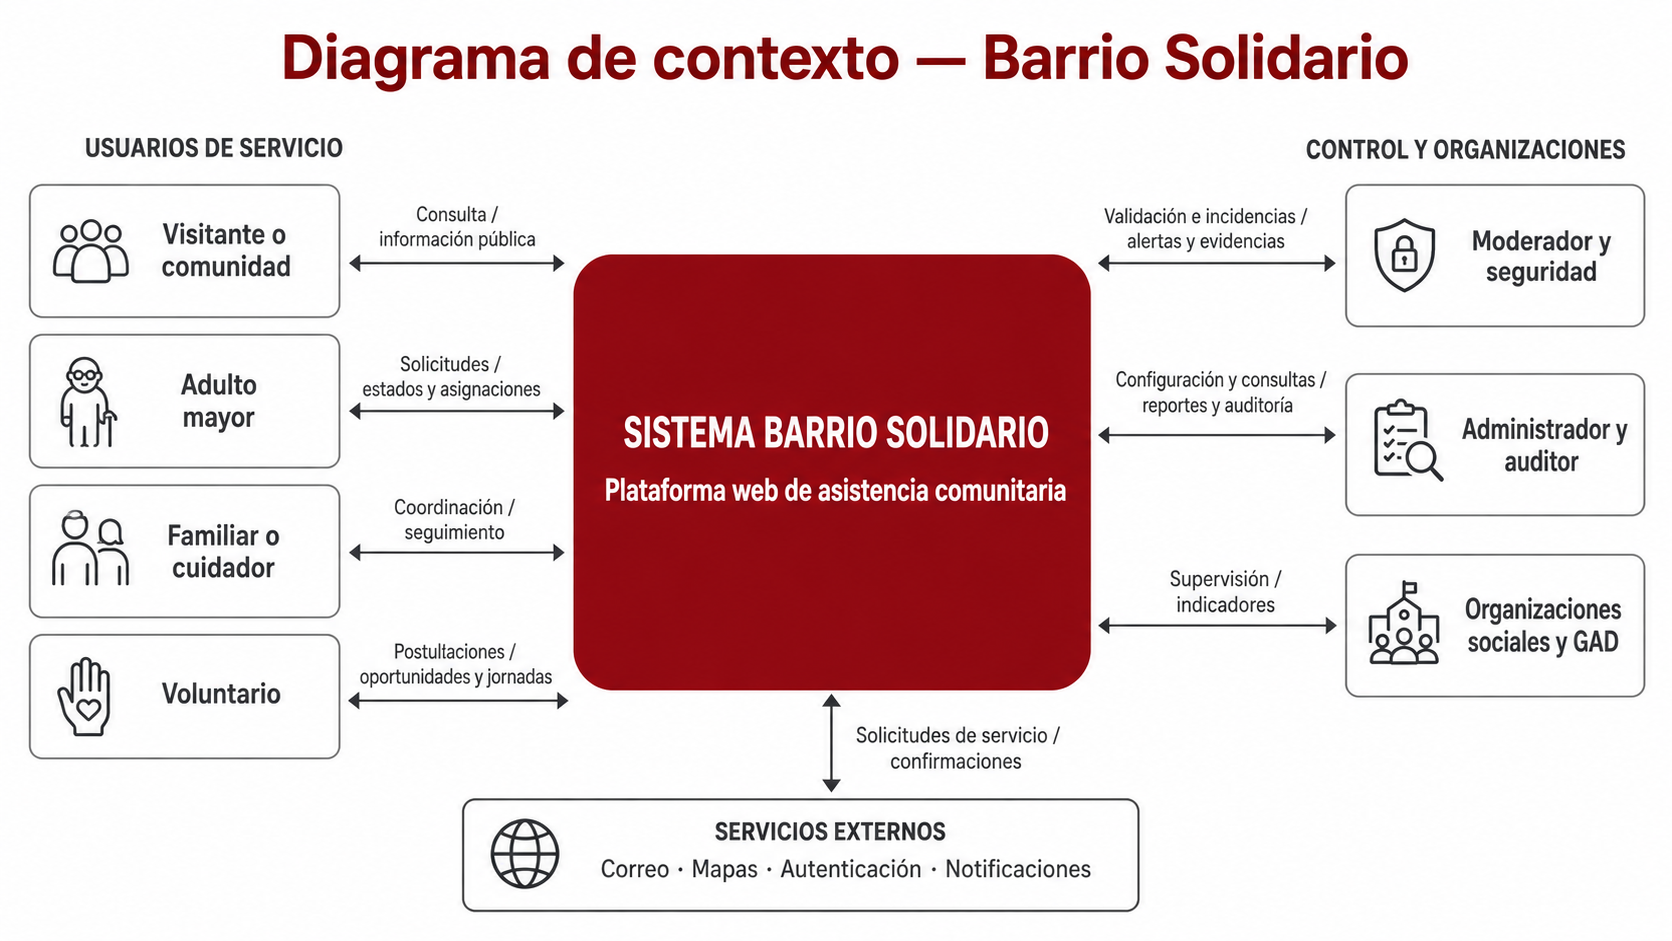 Diagrama de contexto — Barrio Solidario
USUARIOS DE SERVICIO
Visitante o
comunidad
Consulta /
información pública
Adulto
mayor
Solicitudes /
estados y asignaciones
Familiar o
cuidador
Coordinación /
seguimiento
Voluntario
Postultaciones /
oportunidades y jornadas
SISTEMA BARRIO SOLIDARIO
Plataforma web de asistencia comunitaria
CONTROL Y ORGANIZACIONES
Validación e incidencias /
alertas y evidencias
Moderador y
seguridad
Configuración y consultas /
reportes y auditoría
Administrador y
auditor
Supervisión /
indicadores
Organizaciones
sociales y GAD
Solicitudes de servicio /
confirmaciones
SERVICIOS EXTERNOS
Correo · Mapas · Autenticación · Notificaciones